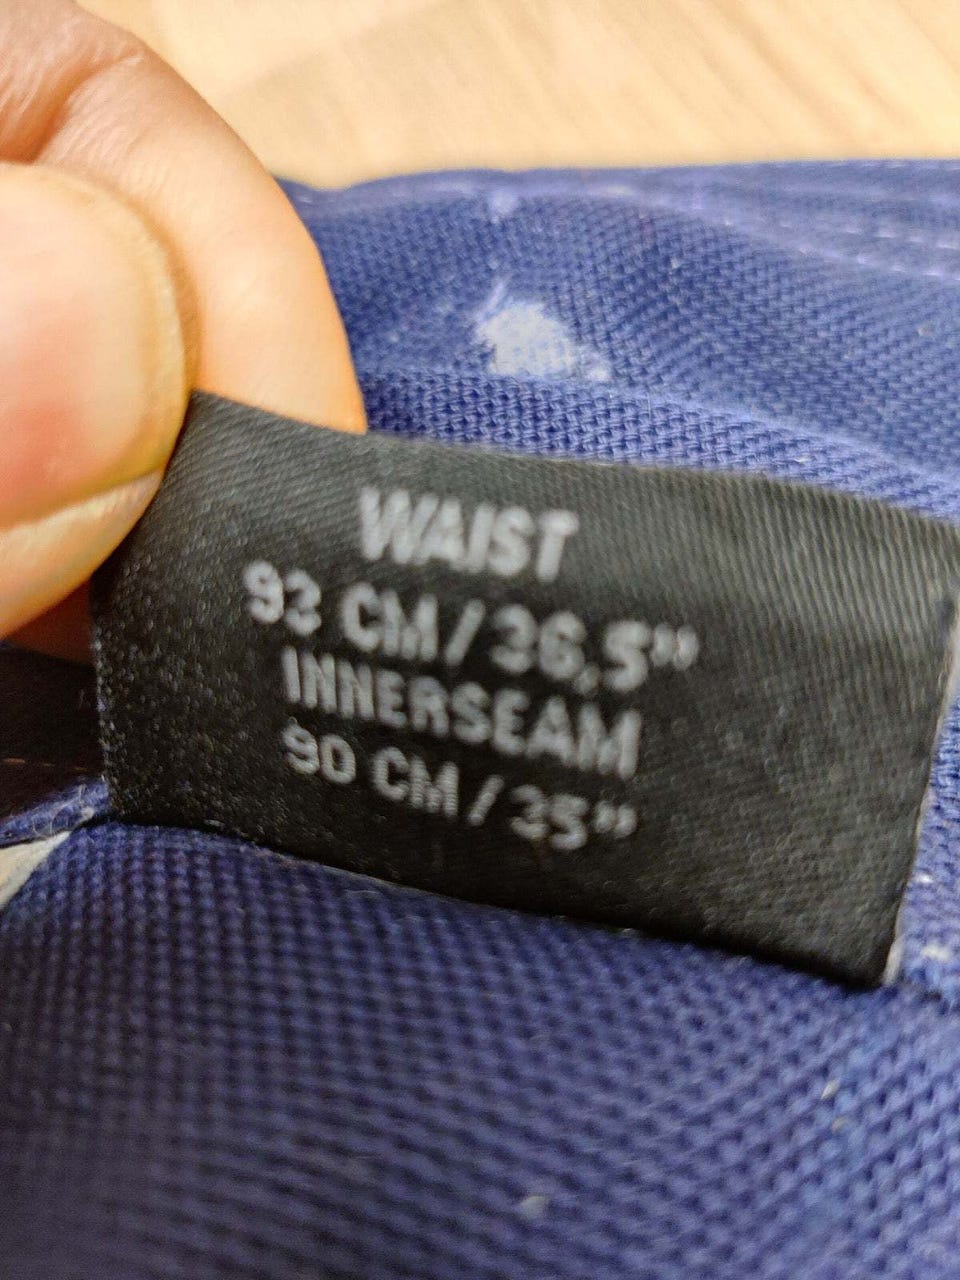 WAIST
92 CM / 36,5"
INNERSEAM
90 CM / 35"